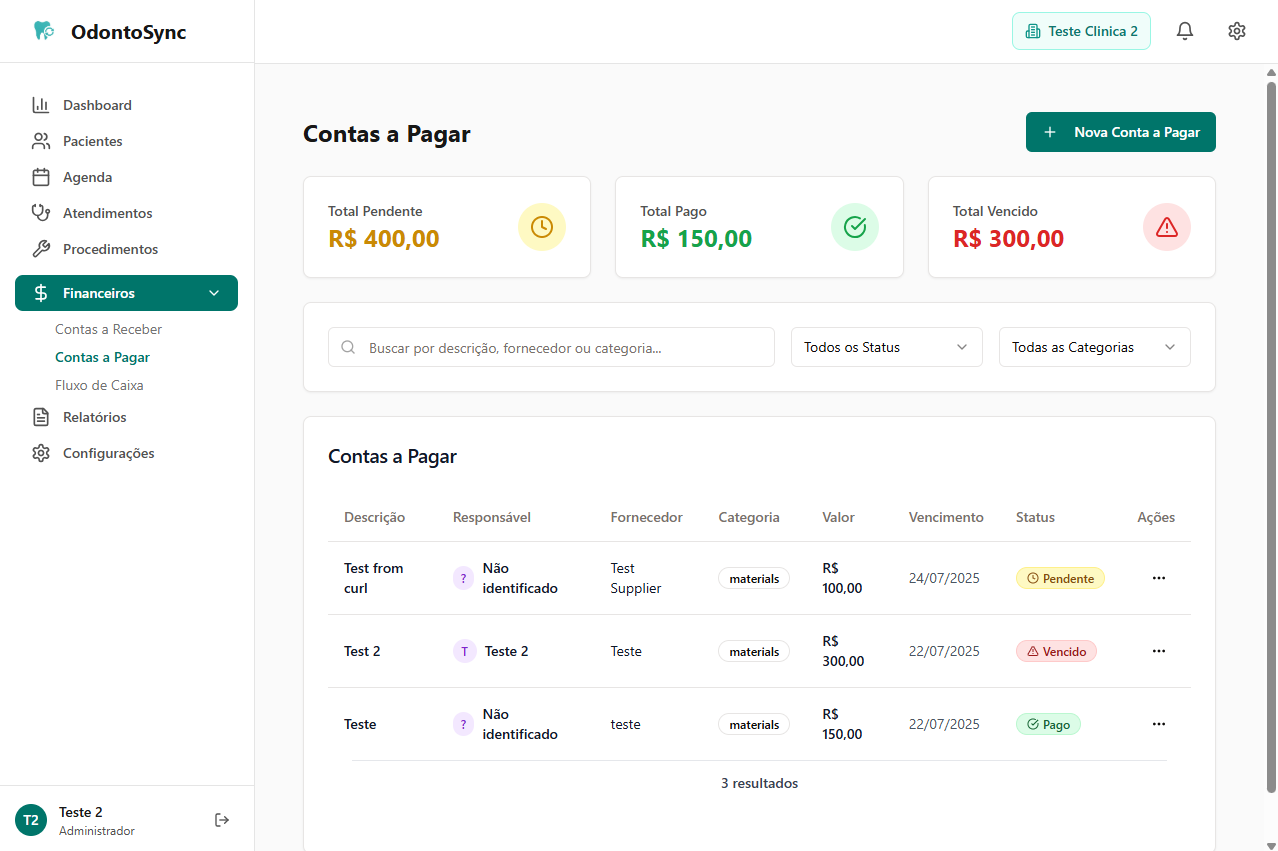 OdontoSync
Teste Clinica 2
Dashboard
Pacientes
Agenda
Atendimentos
Procedimentos
Financeiros
Contas a Receber
Contas a Pagar
Fluxo de Caixa
Relatórios
Configurações
T2
Teste 2
Administrador
Contas a Pagar
+ Nova Conta a Pagar
Total Pendente
R$ 400,00
Total Pago
R$ 150,00
Total Vencido
R$ 300,00
Buscar por descrição, fornecedor ou categoria...
Todos os Status
Todas as Categorias
Contas a Pagar
Descrição Responsável Fornecedor Categoria Valor Vencimento Status Ações
Test from
curl
?
Não
identificado
Test
Supplier
materials
R$
100,00
24/07/2025
Pendente
...
Test 2
T
Teste 2
Teste
materials
R$
300,00
22/07/2025
Vencido
...
Teste
?
Não
identificado
teste
materials
R$
150,00
22/07/2025
Pago
...
3 resultados